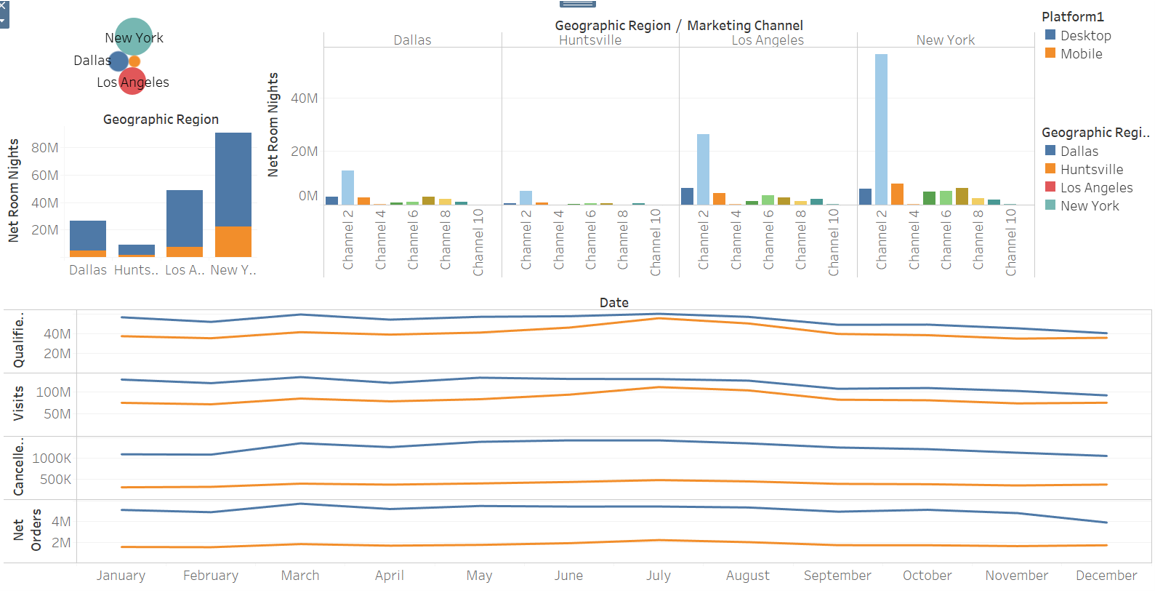 New York
Dallas
Los Angeles
Geographic Region
Net Room Nights
80M
60M
40M
20M
Dallas
Hunts..
Los A..
New Y..
Geographic Region / Marketing Channel
Dallas
Huntsville
Los Angeles
New York
Net Room Nights
40M
20M
0M
Channel 2
Channel 4
Channel 6
Channel 8
Channel 10
Channel 2
Channel 4
Channel 6
Channel 8
Channel 10
Channel 2
Channel 4
Channel 6
Channel 8
Channel 10
Channel 2
Channel 4
Channel 6
Channel 8
Channel 10
Platform1
Desktop
Mobile
Geographic Regi..
Dallas
Huntsville
Los Angeles
New York
Date
Qualifie..
40M
20M
Visits
100M
50M
Cancelle..
1000K
500K
Net
Orders
4M
2M
January
February
March
April
May
June
July
August
September
October
November
December